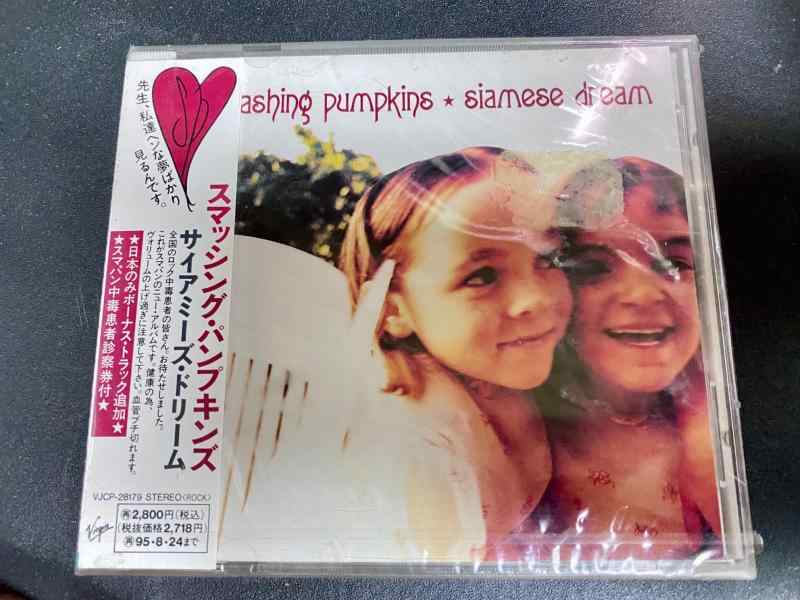 ashing pumpkins ★ siamese dream
先生、私達ヘンな夢ばかり
見るんです。
スマッシング・パンプキンズ
サイアミーズ・ドリーム
全国のロック中毒患者の皆さん。お待たせしました。
これがスマパンのニュー・アルバムです。健康の為、
ヴォリュームの上げ過ぎに注意して下さい。血管ブチ切れます。
★日本のみボーナス・トラック追加★
★スマパン中毒患者診察券付★
VJCP-28179 STEREO〈ROCK〉
Virgin
再2,800円(税込)
(税抜価格2,718円)
再95・8・24まで